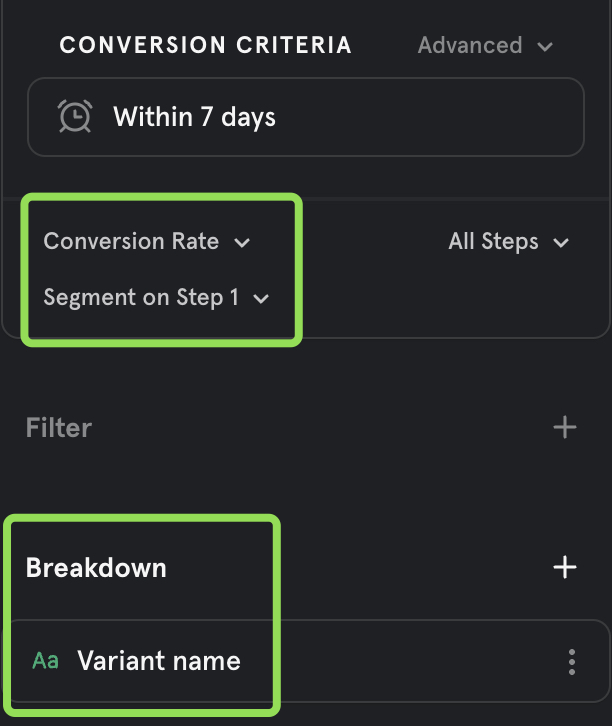 CONVERSION CRITERIA Advanced
Within 7 days
Conversion Rate All Steps
Segment on Step 1
Filter
Breakdown
Aa Variant name